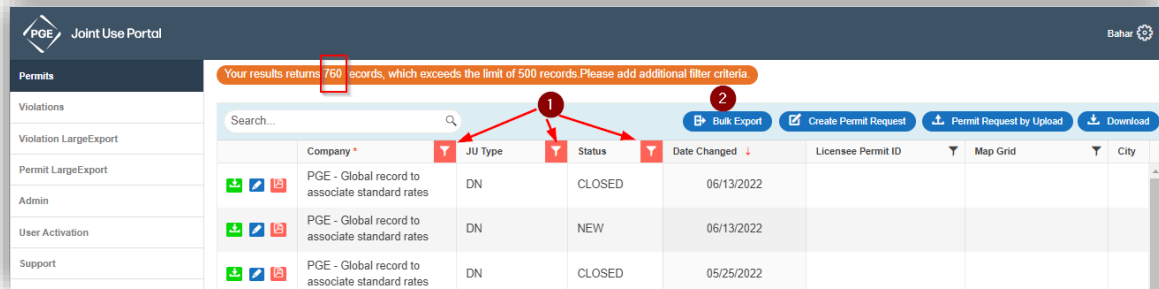 PGE Joint Use Portal
Bahar
Permits
Your results returns 760 records, which exceeds the limit of 500 records.Please add additional filter criteria.
Violations
1
2
Search...
Bulk Export
Create Permit Request
Permit Request by Upload
Download
Violation LargeExport
Company *
JU Type
Status
Date Changed ↓
Licensee Permit ID
Map Grid
City
Permit LargeExport
PGE - Global record to
associate standard rates
DN
CLOSED
06/13/2022
Admin
User Activation
PGE - Global record to
associate standard rates
DN
NEW
06/13/2022
Support
PGE - Global record to
associate standard rates
DN
CLOSED
05/25/2022